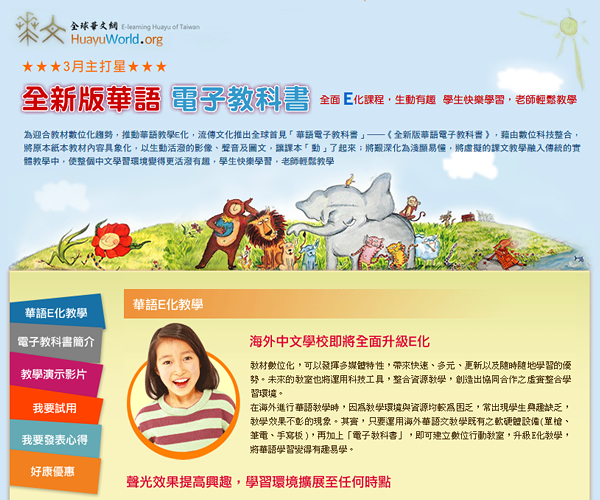 全球華文網 E-learning Huayu of Taiwan
HuayuWorld.org
★★★3月主打星★★★
全新版華語 電子教科書 全面E化課程，生動有趣 學生快樂學習，老師輕鬆教學
為迎合教材數位化趨勢，推動華語教學E化，流傳文化推出全球首見「華語電子教科書」——《全新版華語電子教科書》，藉由數位科技整合，
將原本紙本教材內容具象化，以生動活潑的影像、聲音及圖文，讓課本「動」了起來；將艱深化為淺顯易懂，將虛擬的課文教學融入傳統的實
體教學中，使整個中文學習環境變得更活潑有趣，學生快樂學習，老師輕鬆教學
華語E化教學
電子教科書簡介
教學演示影片
我要試用
我要發表心得
好康優惠
華語E化教學
海外中文學校即將全面升級E化
教材數位化，可以發揮多媒體特性，帶來快速、多元、更新以及隨時隨地學習的優
勢。未來的教室也將運用科技工具，整合資源教學，創造出協同合作之虛實整合學
習環境。
在海外進行華語教學時，因為教學環境與資源均較為匱乏，常出現學生興趣缺乏，
教學效果不彰的現象。其實，只要運用海外華語文教學既有之軟硬體設備(單槍、
筆電、手寫板)，再加上「電子教科書」，即可建立數位行動教室，升級E化教學，
將華語學習變得有趣易學。
聲光效果提高興趣，學習環境擴展至任何時點